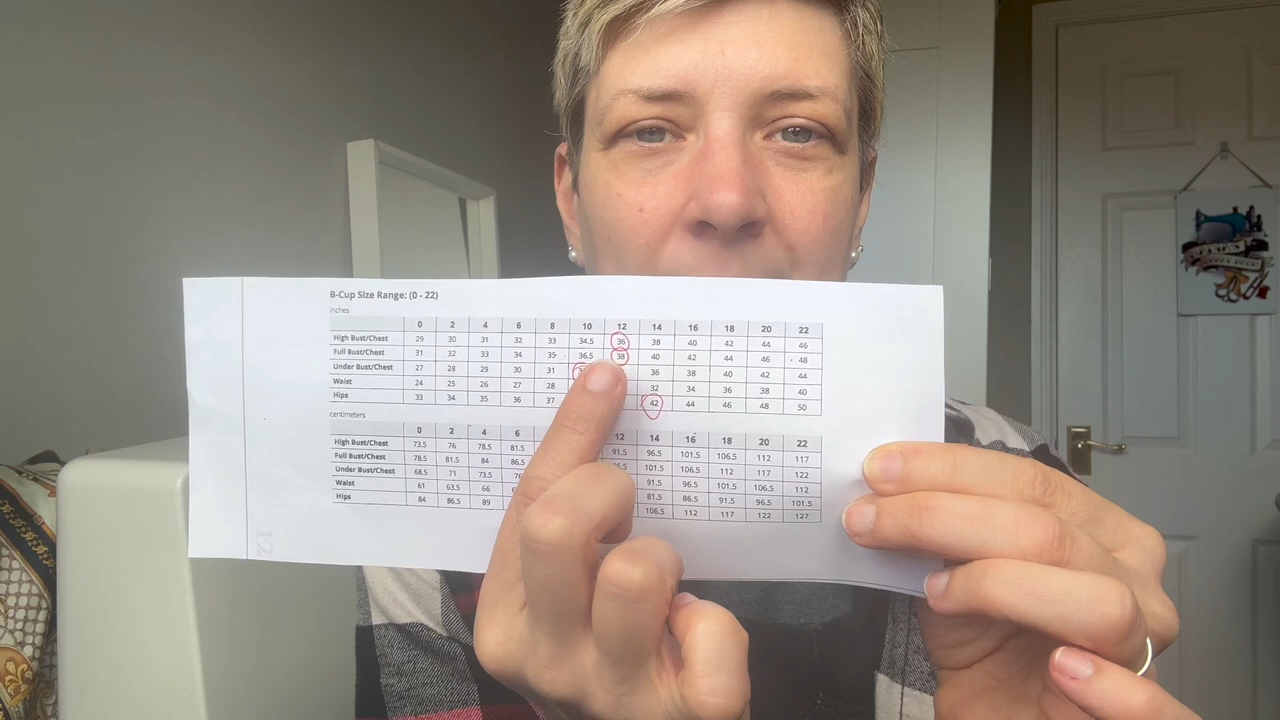 B-Cup Size Range: (0 - 22)
Inches
0 2 4 6 8 10 12 14 16 18 20 22
High Bust/Chest 29 30 31 32 33 34.5 36 38 40 42 44 46
Full Bust/Chest 31 32 33 34 35 36.5 38 40 42 44 46 48
Under Bust/Chest 27 28 29 30 31 36 38 40 42 44
Waist 24 25 26 27 28 32 34 36 38 40
Hips 33 34 35 36 37 42 44 46 48 50
centimeters
0 2 4 6 12 14 16 18 20 22
High Bust/Chest 73.5 76 78.5 81.5 91.5 96.5 101.5 106.5 112 117
Full Bust/Chest 78.5 81.5 84 86.5 101.5 106.5 112 117 122
Under Bust/Chest 68.5 71 73.5 91.5 96.5 101.5 106.5 112
Waist 61 63.5 66 81.5 86.5 91.5 96.5 101.5
Hips 84 86.5 89 106.5 112 117 122 127
12